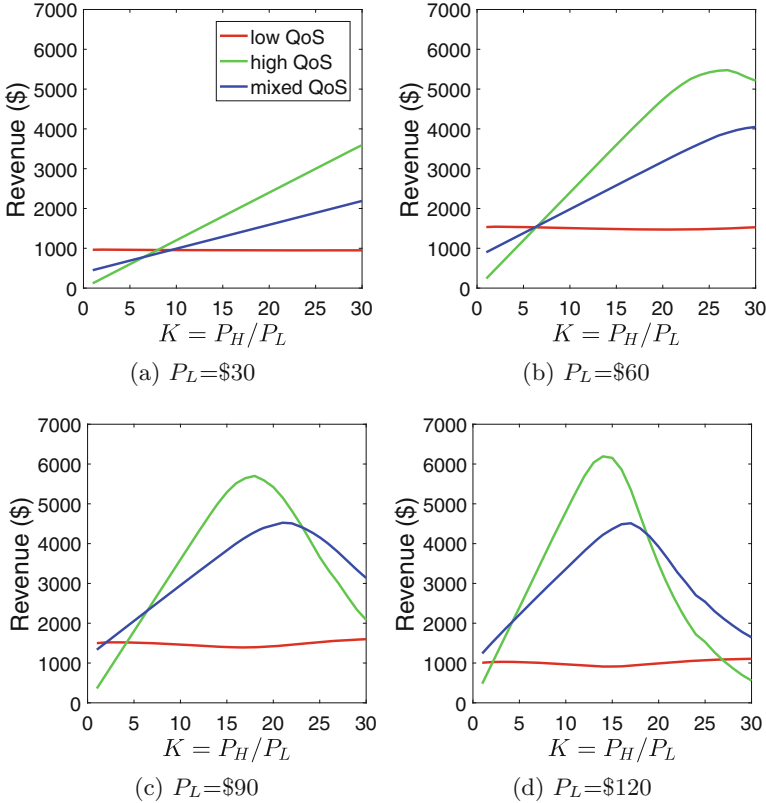 7000
6000
5000
4000
3000
2000
1000
0
Revenue ($)
low QoS
high QoS
mixed QoS
0 5 10 15 20 25 30
K = P_H/P_L
(a) P_L=$30
7000
6000
5000
4000
3000
2000
1000
0
Revenue ($)
0 5 10 15 20 25 30
K = P_H/P_L
(b) P_L=$60
7000
6000
5000
4000
3000
2000
1000
0
Revenue ($)
0 5 10 15 20 25 30
K = P_H/P_L
(c) P_L=$90
7000
6000
5000
4000
3000
2000
1000
0
Revenue ($)
0 5 10 15 20 25 30
K = P_H/P_L
(d) P_L=$120